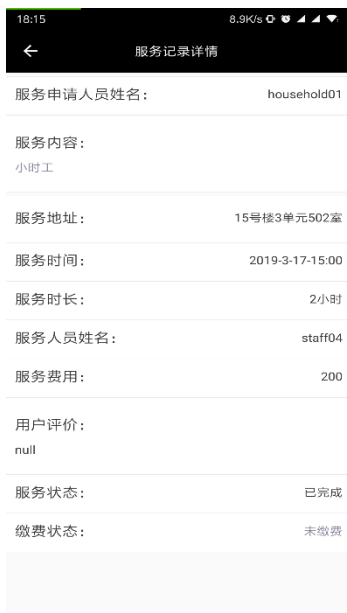 18:15 8.9K/s
服务记录详情
服务申请人员姓名： household01
服务内容：
小时工
服务地址： 15号楼3单元502室
服务时间： 2019-3-17-15:00
服务时长： 2小时
服务人员姓名： staff04
服务费用： 200
用户评价：
null
服务状态： 已完成
缴费状态： 未缴费